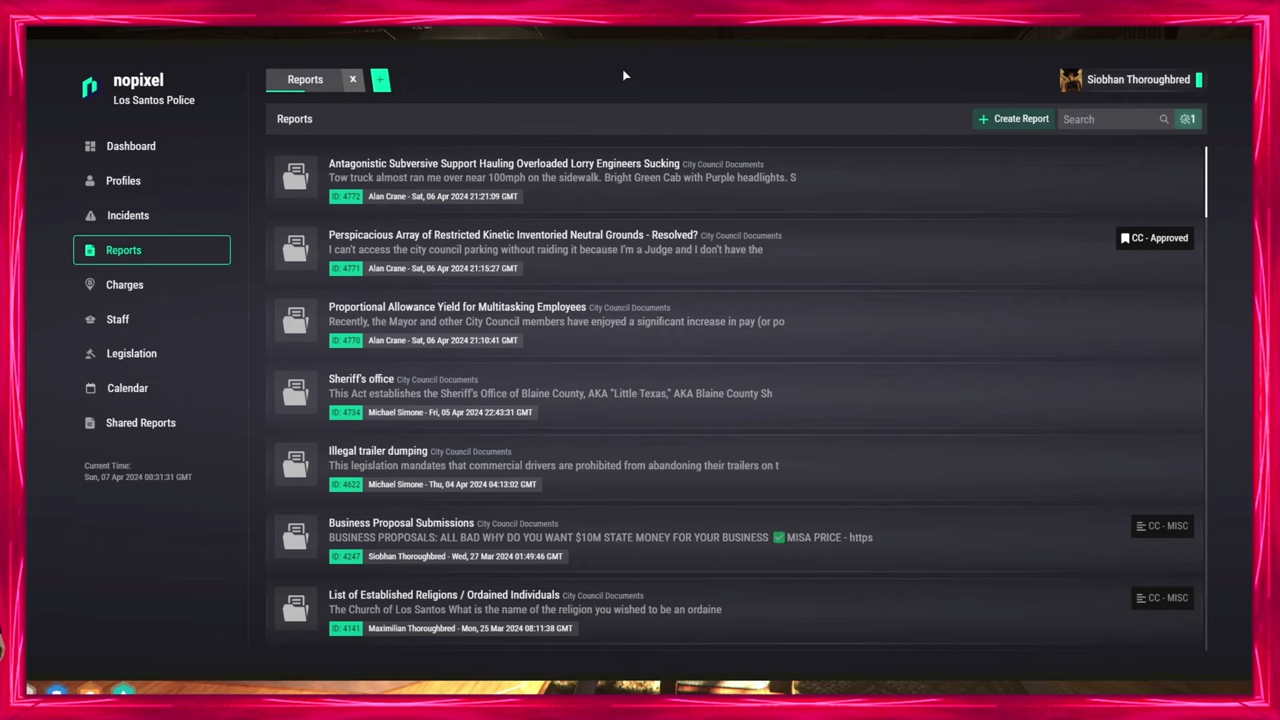 nopixel
Los Santos Police
Reports X +
Siobhan Thoroughbred
Dashboard
Profiles
Incidents
Reports
Charges
Staff
Legislation
Calendar
Shared Reports
Current Time:
Sun, 07 Apr 2024 00:31:31 GMT
Reports
+ Create Report
Search
1
Antagonistic Subversive Support Hauling Overloaded Lorry Engineers Sucking City Council Documents
Tow truck almost ran me over near 100mph on the sidewalk. Bright Green Cab with Purple headlights. S
ID: 4772 Alan Crane - Sat, 06 Apr 2024 21:21:09 GMT
Perspicacious Array of Restricted Kinetic Inventoried Neutral Grounds - Resolved? City Council Documents
I can't access the city council parking without raiding it because I'm a Judge and I don't have the
ID: 4771 Alan Crane - Sat, 06 Apr 2024 21:15:27 GMT
CC - Approved
Proportional Allowance Yield for Multitasking Employees City Council Documents
Recently, the Mayor and other City Council members have enjoyed a significant increase in pay (or po
ID: 4770 Alan Crane - Sat, 06 Apr 2024 21:10:41 GMT
Sheriff's office City Council Documents
This Act establishes the Sheriff's Office of Blaine County, AKA "Little Texas," AKA Blaine County Sh
ID: 4734 Michael Simone - Fri, 05 Apr 2024 22:43:31 GMT
Illegal trailer dumping City Council Documents
This legislation mandates that commercial drivers are prohibited from abandoning their trailers on t
ID: 4622 Michael Simone - Thu, 04 Apr 2024 04:13:02 GMT
Business Proposal Submissions City Council Documents
BUSINESS PROPOSALS: ALL BAD WHY DO YOU WANT $10M STATE MONEY FOR YOUR BUSINESS ✅ MISA PRICE - https
ID: 4247 Siobhan Thoroughbred - Wed, 27 Mar 2024 01:49:46 GMT
CC - MISC
List of Established Religions / Ordained Individuals City Council Documents
The Church of Los Santos What is the name of the religion you wished to be an ordaine
ID: 4141 Maximilian Thoroughbred - Mon, 25 Mar 2024 08:11:38 GMT
CC - MISC